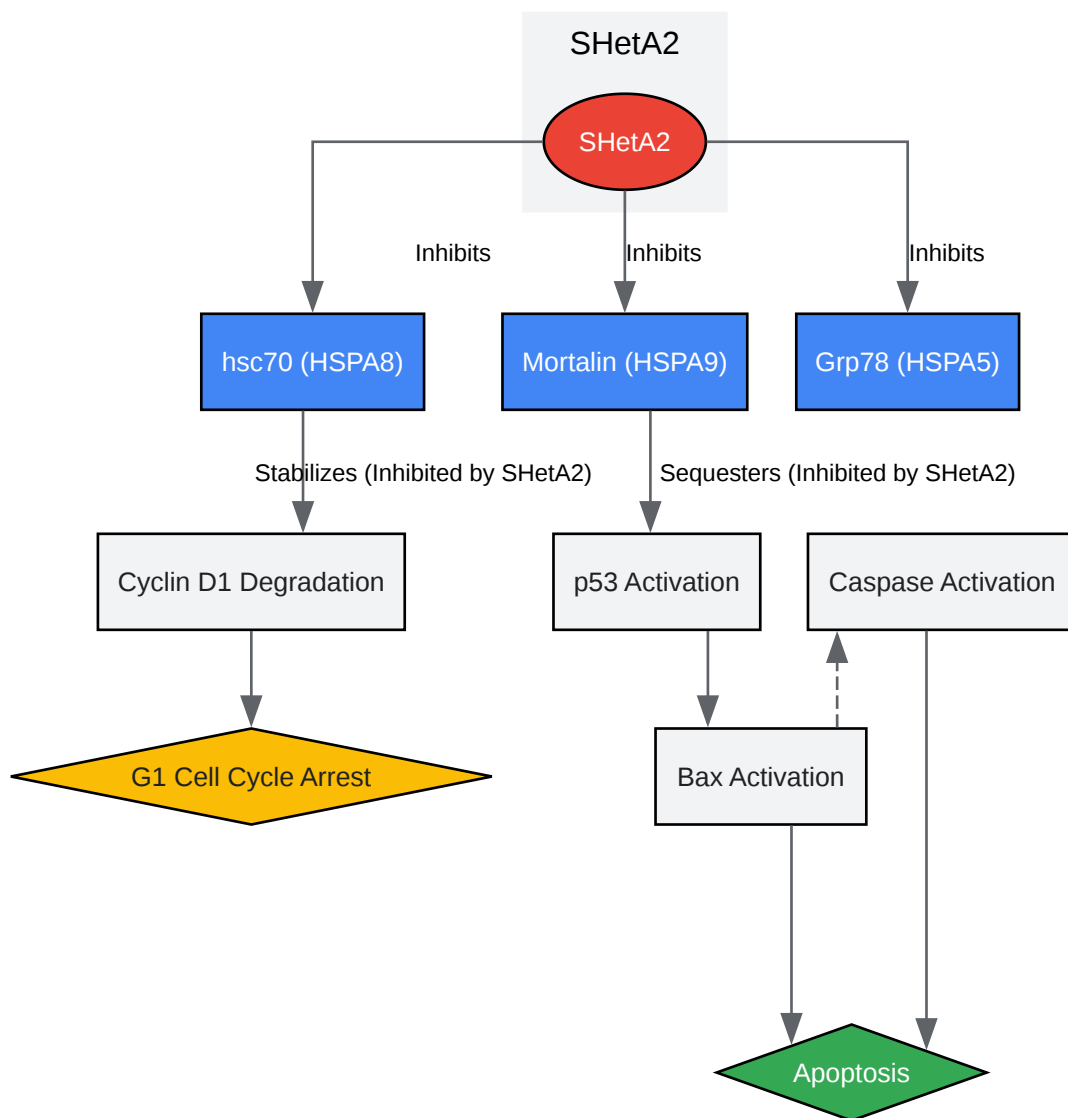 SHetA2
SHetA2
Inhibits
Inhibits
Inhibits
hsc70 (HSPA8)
Mortalin (HSPA9)
Grp78 (HSPA5)
Stabilizes (Inhibited by SHetA2)
Sequesters (Inhibited by SHetA2)
Cyclin D1 Degradation
p53 Activation
Caspase Activation
G1 Cell Cycle Arrest
Bax Activation
Apoptosis